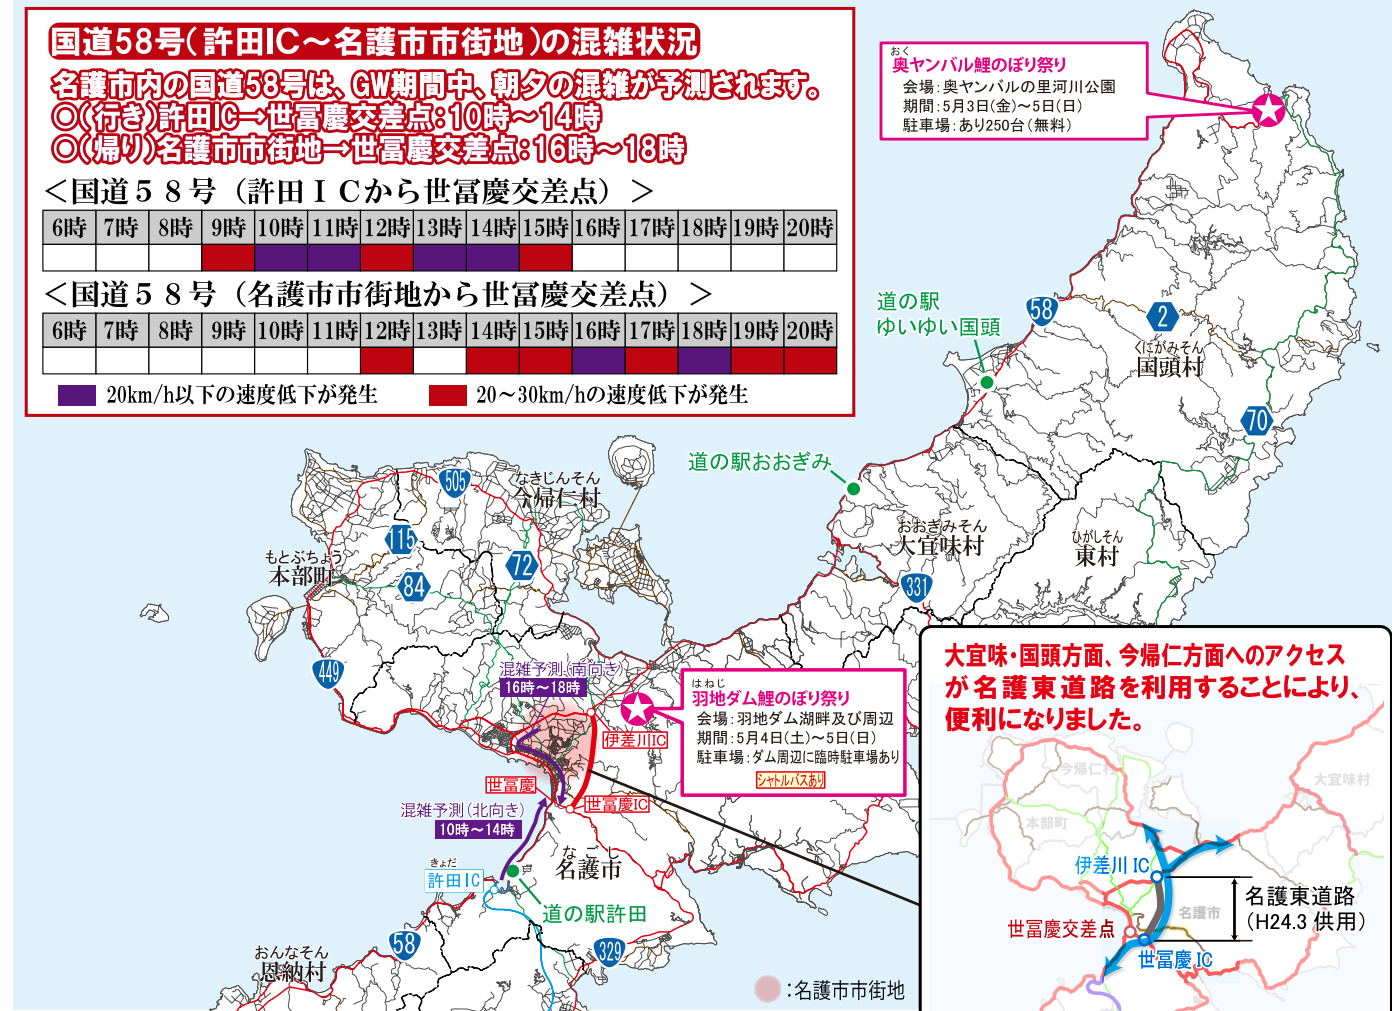 国道58号(許田IC～名護市市街地)の混雑状況
名護市内の国道58号は、GW期間中、朝夕の混雑が予測されます。
○(行き)許田IC→世冨慶交差点:10時～14時
○(帰り)名護市市街地→世冨慶交差点:16時～18時
＜国道５８号（許田ＩＣから世冨慶交差点）＞
6時 7時 8時 9時 10時 11時 12時 13時 14時 15時 16時 17時 18時 19時 20時
＜国道５８号（名護市市街地から世冨慶交差点）＞
6時 7時 8時 9時 10時 11時 12時 13時 14時 15時 16時 17時 18時 19時 20時
20km/h以下の速度低下が発生
20～30km/hの速度低下が発生
おく
奥ヤンバル鯉のぼり祭り
会場:奥ヤンバルの里河川公園
期間:5月3日(金)～5日(日)
駐車場:あり250台(無料)
道の駅
ゆいゆい国頭
58
2
くにがみそん
国頭村
70
道の駅おおぎみ
おおぎみそん
大宜味村
ひがしそん
東村
331
505
なきじんそん
今帰仁村
115
72
もとぶちょう
本部町
84
449
混雑予測(南向き)
16時～18時
はねじ
羽地ダム鯉のぼり祭り
会場:羽地ダム湖畔及び周辺
期間:5月4日(土)～5日(日)
駐車場:ダム周辺に臨時駐車場あり
シャトルバスあり
伊差川IC
世冨慶
世冨慶IC
混雑予測(北向き)
10時～14時
きょだ
許田IC
なごし
名護市
道の駅許田
58
329
おんなそん
恩納村
:名護市市街地
大宜味･国頭方面、今帰仁方面へのアクセス
が名護東道路を利用することにより、
便利になりました。
今帰仁村
大宜味村
本部町
伊差川 IC
名護市
名護東道路
(H24.3 供用)
世冨慶交差点
世冨慶 IC